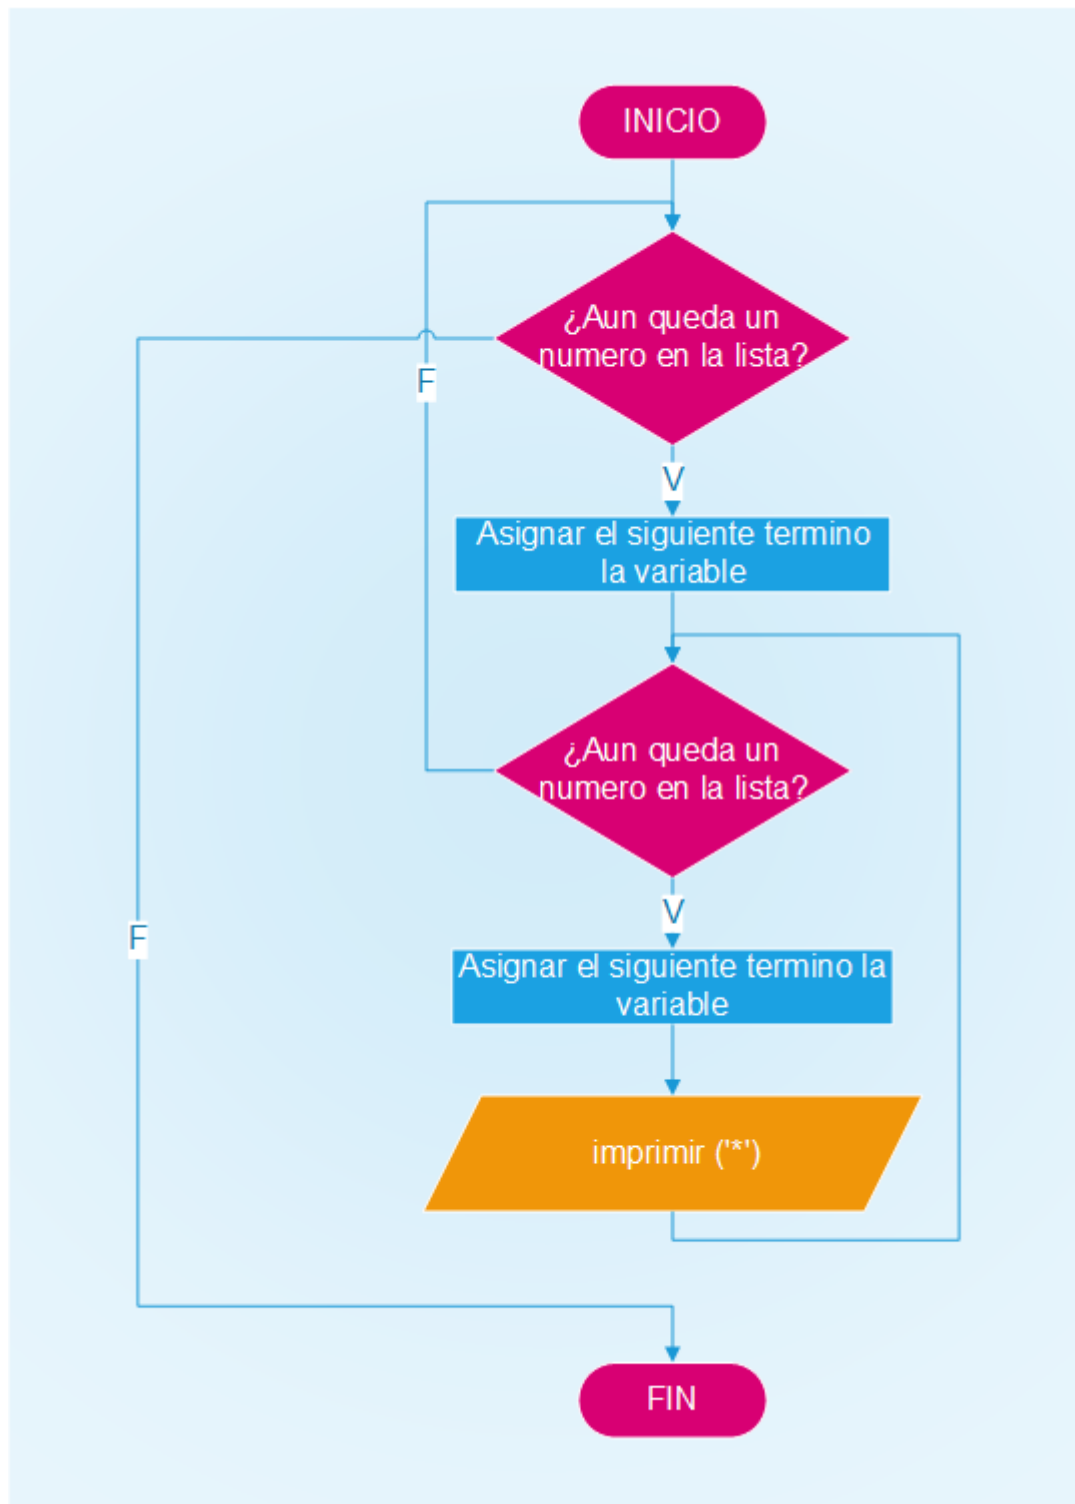 INICIO
¿Aun queda un
numero en la lista?
F
V
Asignar el siguiente termino
la variable
¿Aun queda un
numero en la lista?
V
F
Asignar el siguiente termino la
variable
imprimir ('*')
FIN